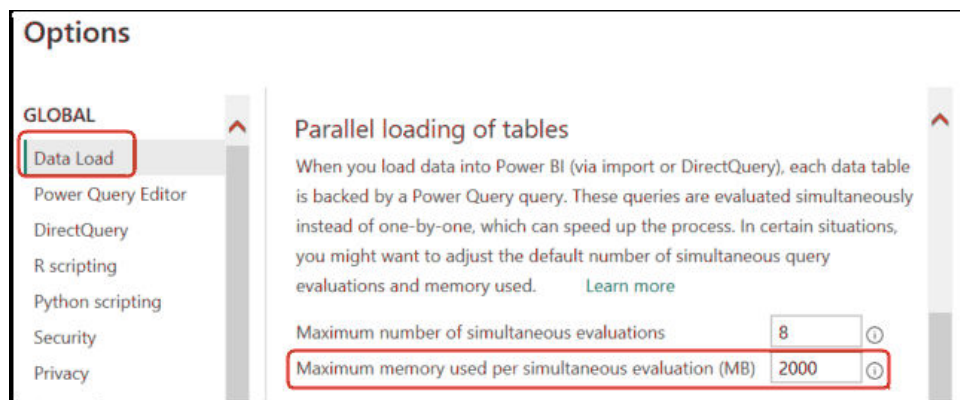 Options
GLOBAL
Data Load
Power Query Editor
DirectQuery
R scripting
Python scripting
Security
Privacy
Parallel loading of tables
When you load data into Power BI (via import or DirectQuery), each data table
is backed by a Power Query query. These queries are evaluated simultaneously
instead of one-by-one, which can speed up the process. In certain situations,
you might want to adjust the default number of simultaneous query
evaluations and memory used. Learn more
Maximum number of simultaneous evaluations 8
Maximum memory used per simultaneous evaluation (MB) 2000